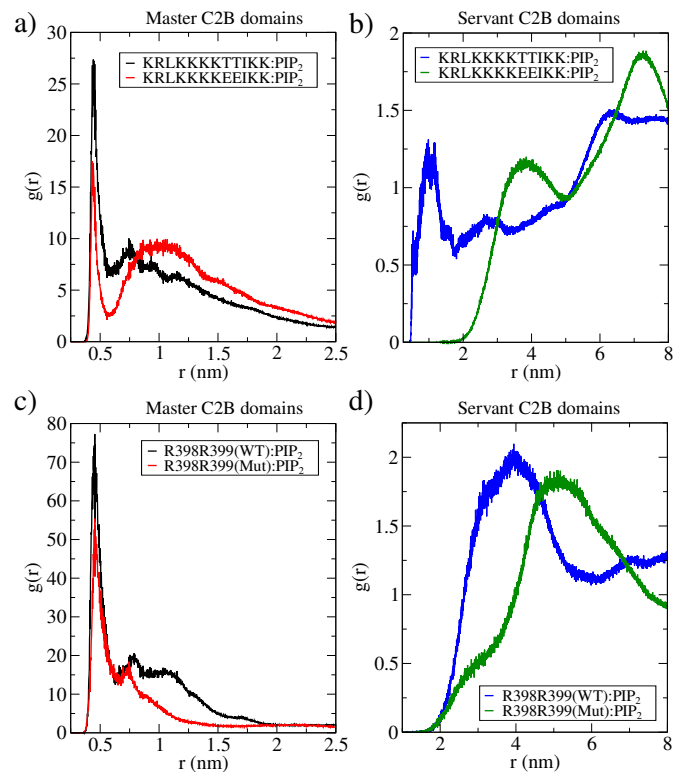 a)
Master C2B domains
KRLKKKKTTIKK:PIP₂
KRLKKKKEEIKK:PIP₂
g(r)
30
25
20
15
10
5
0
0.5
1
1.5
2
2.5
r (nm)
b)
Servant C2B domains
KRLKKKKTTIKK:PIP₂
KRLKKKKEEIKK:PIP₂
g(r)
2
1.5
1
0.5
0
2
4
6
8
r (nm)
c)
Master C2B domains
R398R399(WT):PIP₂
R398R399(Mut):PIP₂
g(r)
80
70
60
50
40
30
20
10
0
0.5
1
1.5
2
2.5
r (nm)
d)
Servant C2B domains
g(r)
2
1.5
1
0.5
0
R398R399(WT):PIP₂
R398R399(Mut):PIP₂
2
4
6
8
r (nm)